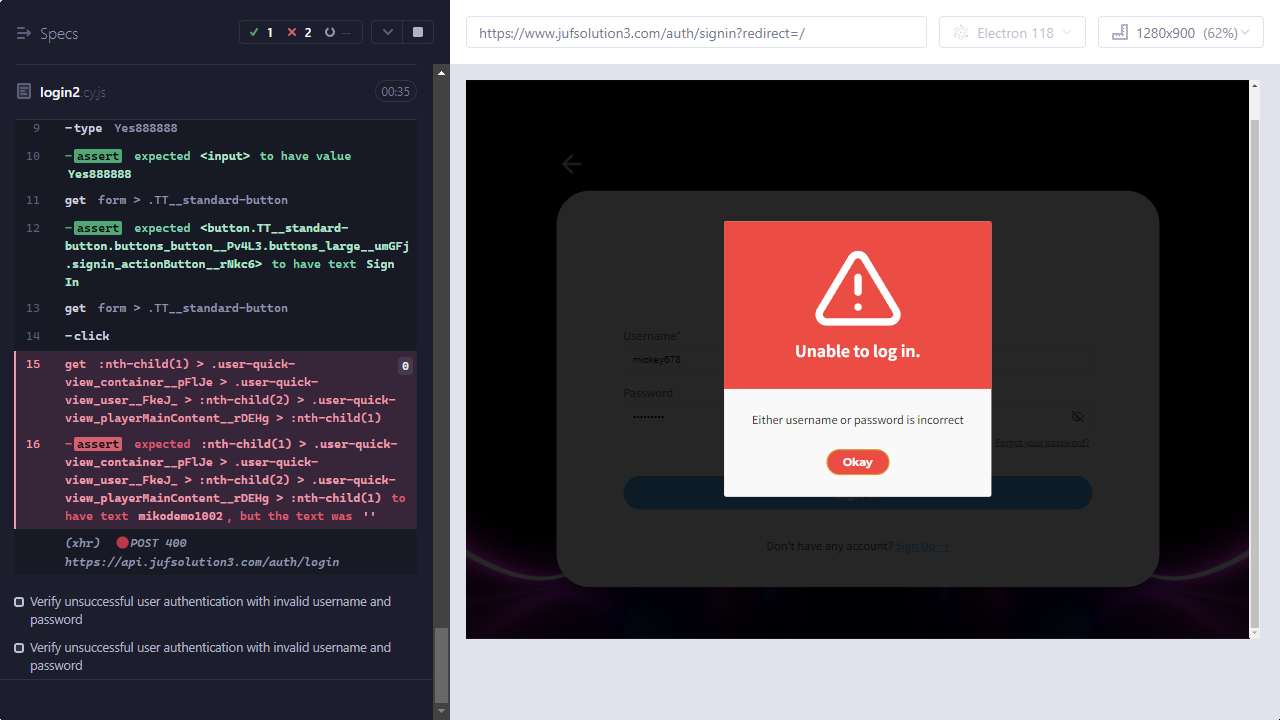 Specs
1
2
--
https://www.jufsolution3.com/auth/signin?redirect=/
Electron 118
1280x900 (62%)
login2.cy.js
00:35
9 -type Yes888888
10 -assert expected <input> to have value
Yes888888
11 get form > .TT__standard-button
12 -assert expected <button.TT__standard-
button.buttons_button__Pv4L3.buttons_large__umGFj
.signin_actionButton__rNkc6> to have text Sign
In
13 get form > .TT__standard-button
14 -click
15 get :nth-child(1) > .user-quick-
view_container__pFlJe > .user-quick-
view_user__FkeJ_ > :nth-child(2) > .user-quick-
view_playerMainContent__rDEHg > :nth-child(1)
0
16 -assert expected :nth-child(1) > .user-quick-
view_container__pFlJe > .user-quick-
view_user__FkeJ_ > :nth-child(2) > .user-quick-
view_playerMainContent__rDEHg > :nth-child(1) to
have text mikodemo1002, but the text was ''
(xhr) POST 400
https://api.jufsolution3.com/auth/login
Verify unsuccessful user authentication with invalid username and
password
Verify unsuccessful user authentication with invalid username and
password
Unable to log in.
Either username or password is incorrect
Okay
Username*
mickey678
Password
Forgot your password?
Don't have any account? Sign Up →